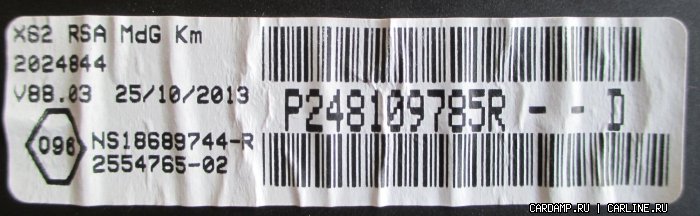 X62 RSA MdG Km
2024844
V88.03 25/10/2013
096
NS18689744-R
2554765-02
P248109785R - - D
CARDAMP.RU | CARLINE.RU